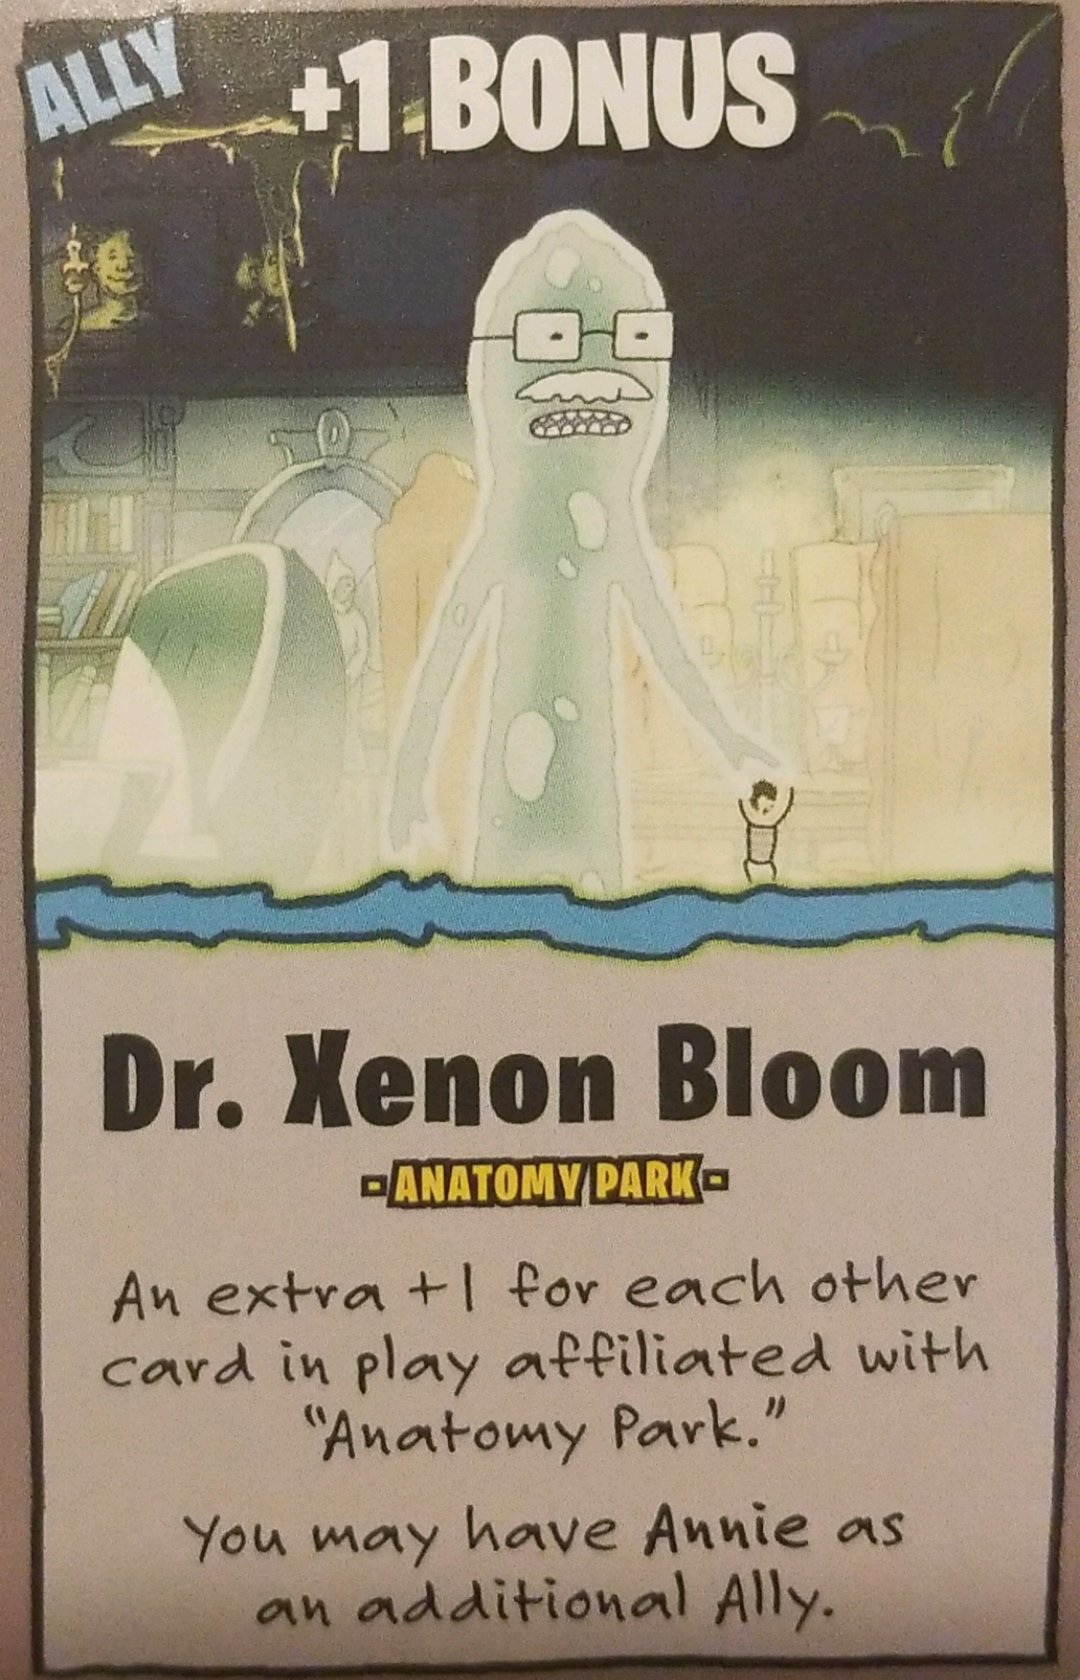 ALLY
+1 BONUS
Dr. Xenon Bloom
-ANATOMY PARK-
An extra +1 for each other
card in play affiliated with
"Anatomy Park."
You may have Annie as
an additional Ally.